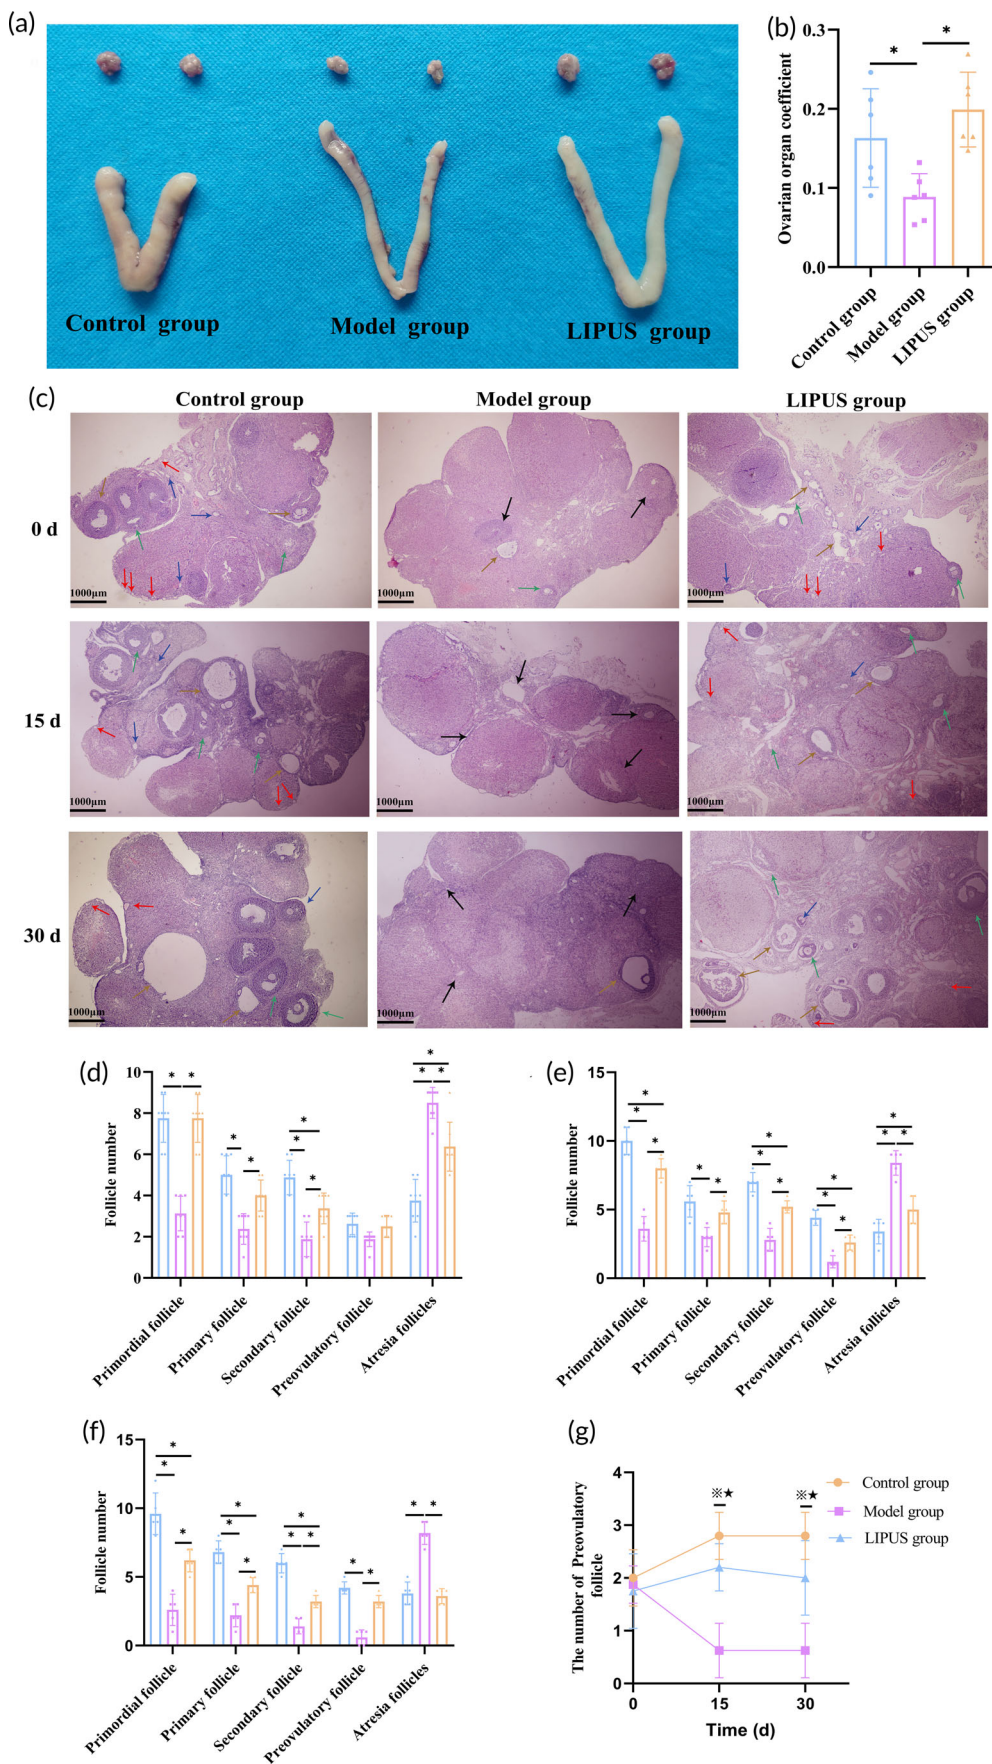 (a)
Control group
Model group
LIPUS group
(b)
Ovarian organ coefficient
0.3
0.2
0.1
0.0
*
*
Control group
Model group
LIPUS group
(c)
Control group
Model group
LIPUS group
0 d
1000μm
1000μm
1000μm
15 d
1000μm
1000μm
1000μm
30 d
1000μm
1000μm
1000μm
(d)
Follicle number
10
8
6
4
2
0
* *
*
*
*
*
*
*
* *
Primordial follicle
Primary follicle
Secondary follicle
Preovulatory follicle
Atresia follicles
(e)
Follicle number
15
10
5
0
*
*
*
* *
*
*
*
*
*
*
*
* *
Primordial follicle
Primary follicle
Secondary follicle
Preovulatory follicle
Atresia follicles
(f)
Follicle number
15
10
5
0
*
*
*
*
*
*
*
* *
* *
* *
Primordial follicle
Primary follicle
Secondary follicle
Preovulatory follicle
Atresia follicles
(g)
The number of Preovulatory
follicle
4
3
2
1
0
※★
※★
0
15
30
Time (d)
Control group
Model group
LIPUS group